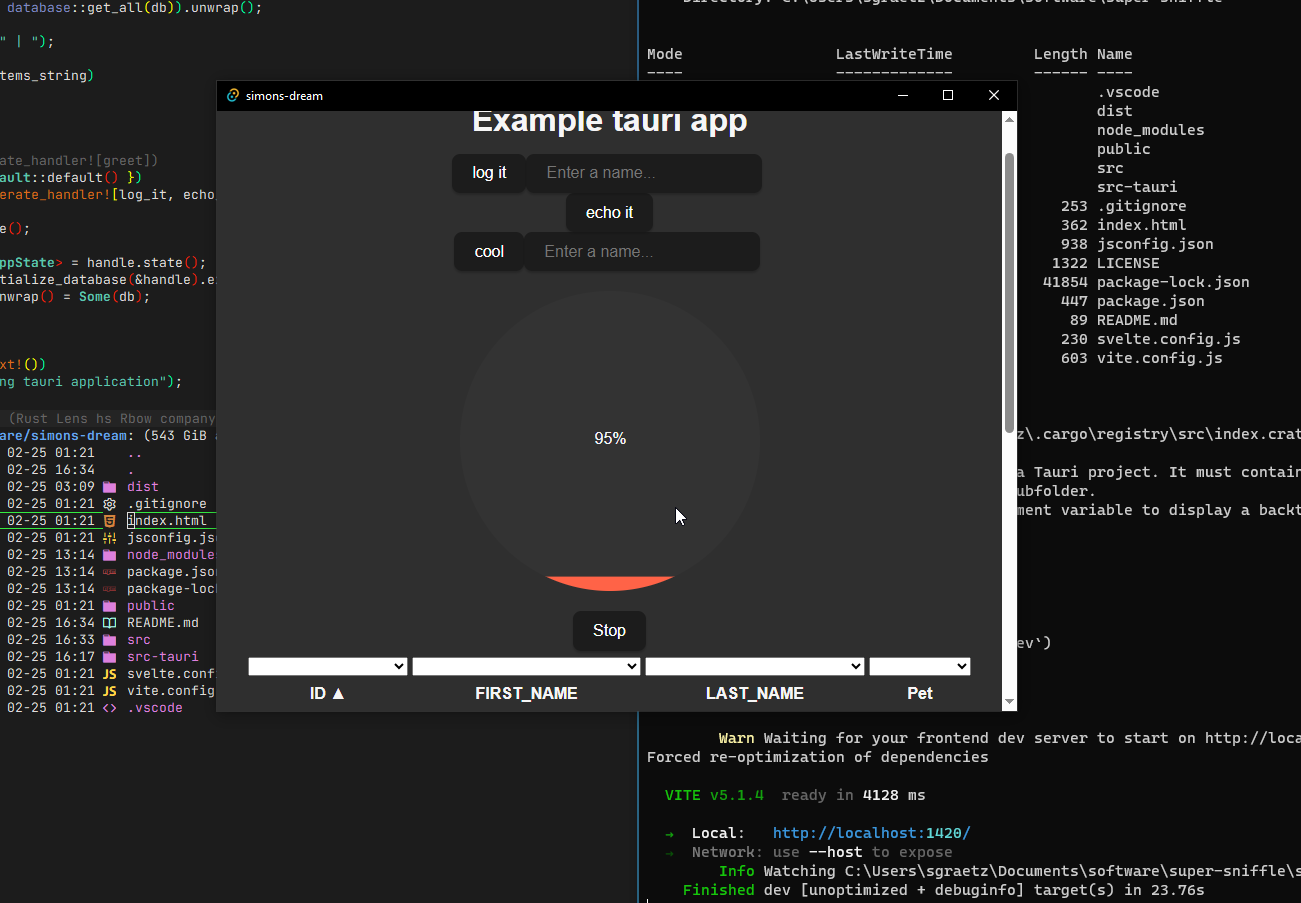 database::get_all(db)).unwrap();
" | ");
tems_string)
ate_handler![greet])
ault::default() })
erate_handler![log_it, echo
e();
ppState> = handle.state();
tialize_database(&handle).e
nwrap() = Some(db);
xt!())
ng tauri application");
(Rust Lens hs Rbow company
are/simons-dream: (543 GiB
02-25 01:21 ..
02-25 16:34 .
02-25 03:09 dist
02-25 01:21 .gitignore
02-25 01:21 index.html
02-25 01:21 jsconfig.js
02-25 13:14 node_module
02-25 13:14 package.json
02-25 13:14 package-lock
02-25 01:21 public
02-25 16:34 README.md
02-25 16:33 src
02-25 16:17 src-tauri
02-25 01:21 JS svelte.conf
02-25 01:21 JS vite.config
02-25 01:21 .vscode
simons-dream
Example tauri app
log it Enter a name...
echo it
cool Enter a name...
95%
Stop
ID ▲ FIRST_NAME LAST_NAME Pet
Directory: C:\Users\sgraetz\Documents\software\super-sniffle
Mode LastWriteTime Length Name
---- ------------- ------ ----
.vscode
dist
node_modules
public
src
src-tauri
253 .gitignore
362 index.html
938 jsconfig.json
1322 LICENSE
41854 package-lock.json
447 package.json
89 README.md
230 svelte.config.js
603 vite.config.js
z\.cargo\registry\src\index.crat
a Tauri project. It must contain
ubfolder.
ment variable to display a backt
ev`)
Warn Waiting for your frontend dev server to start on http://loca
Forced re-optimization of dependencies
VITE v5.1.4 ready in 4128 ms
➜ Local: http://localhost:1420/
➜ Network: use --host to expose
Info Watching C:\Users\sgraetz\Documents\software\super-sniffle\s
Finished dev [unoptimized + debuginfo] target(s) in 23.76s